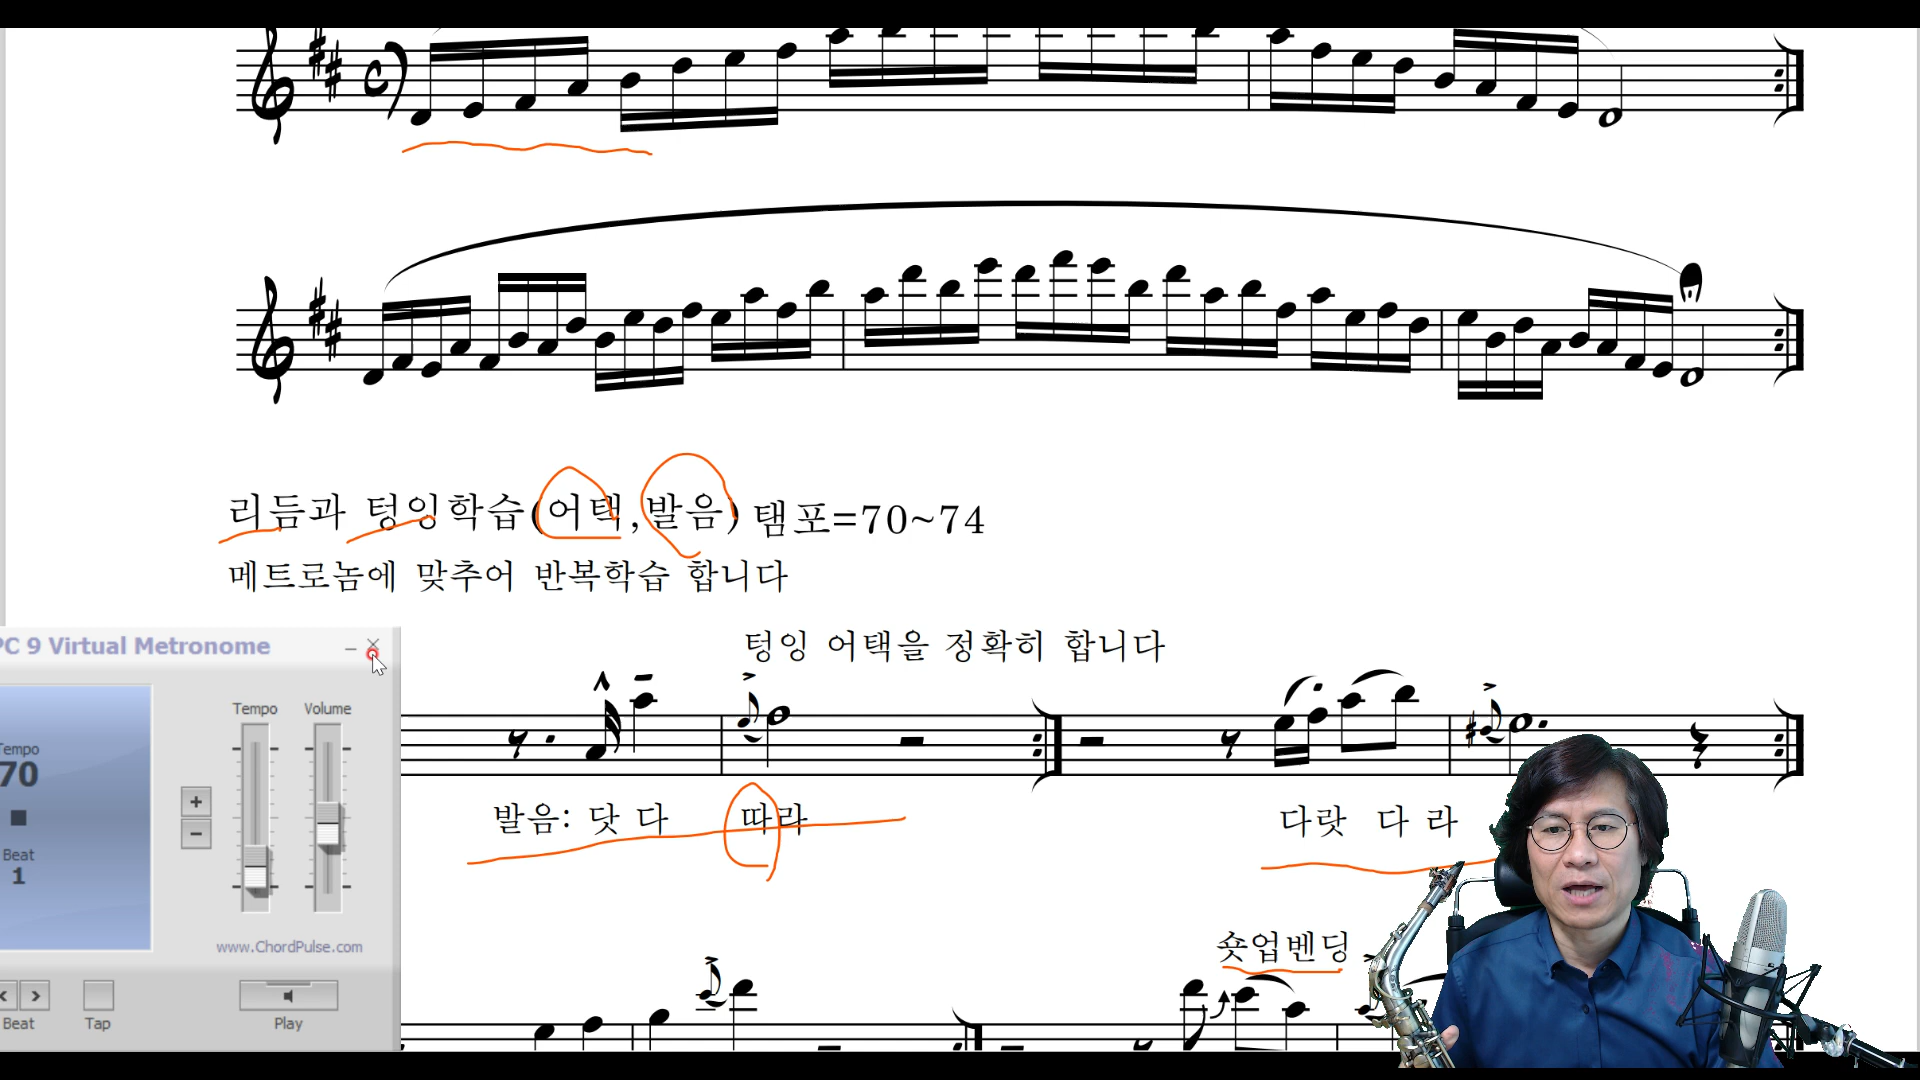 리듬과 텅잉학습(어택,발음) 탬포=70~74
메트로놈에 맞추어 반복학습 합니다
PC 9 Virtual Metronome
텅잉 어택을 정확히 합니다
Tempo Volume
Tempo
70
+
-
Beat
1
발음: 닷 다 따라 다랏 다 라
www.ChordPulse.com
숏업벤딩
< >
Beat Tap Play